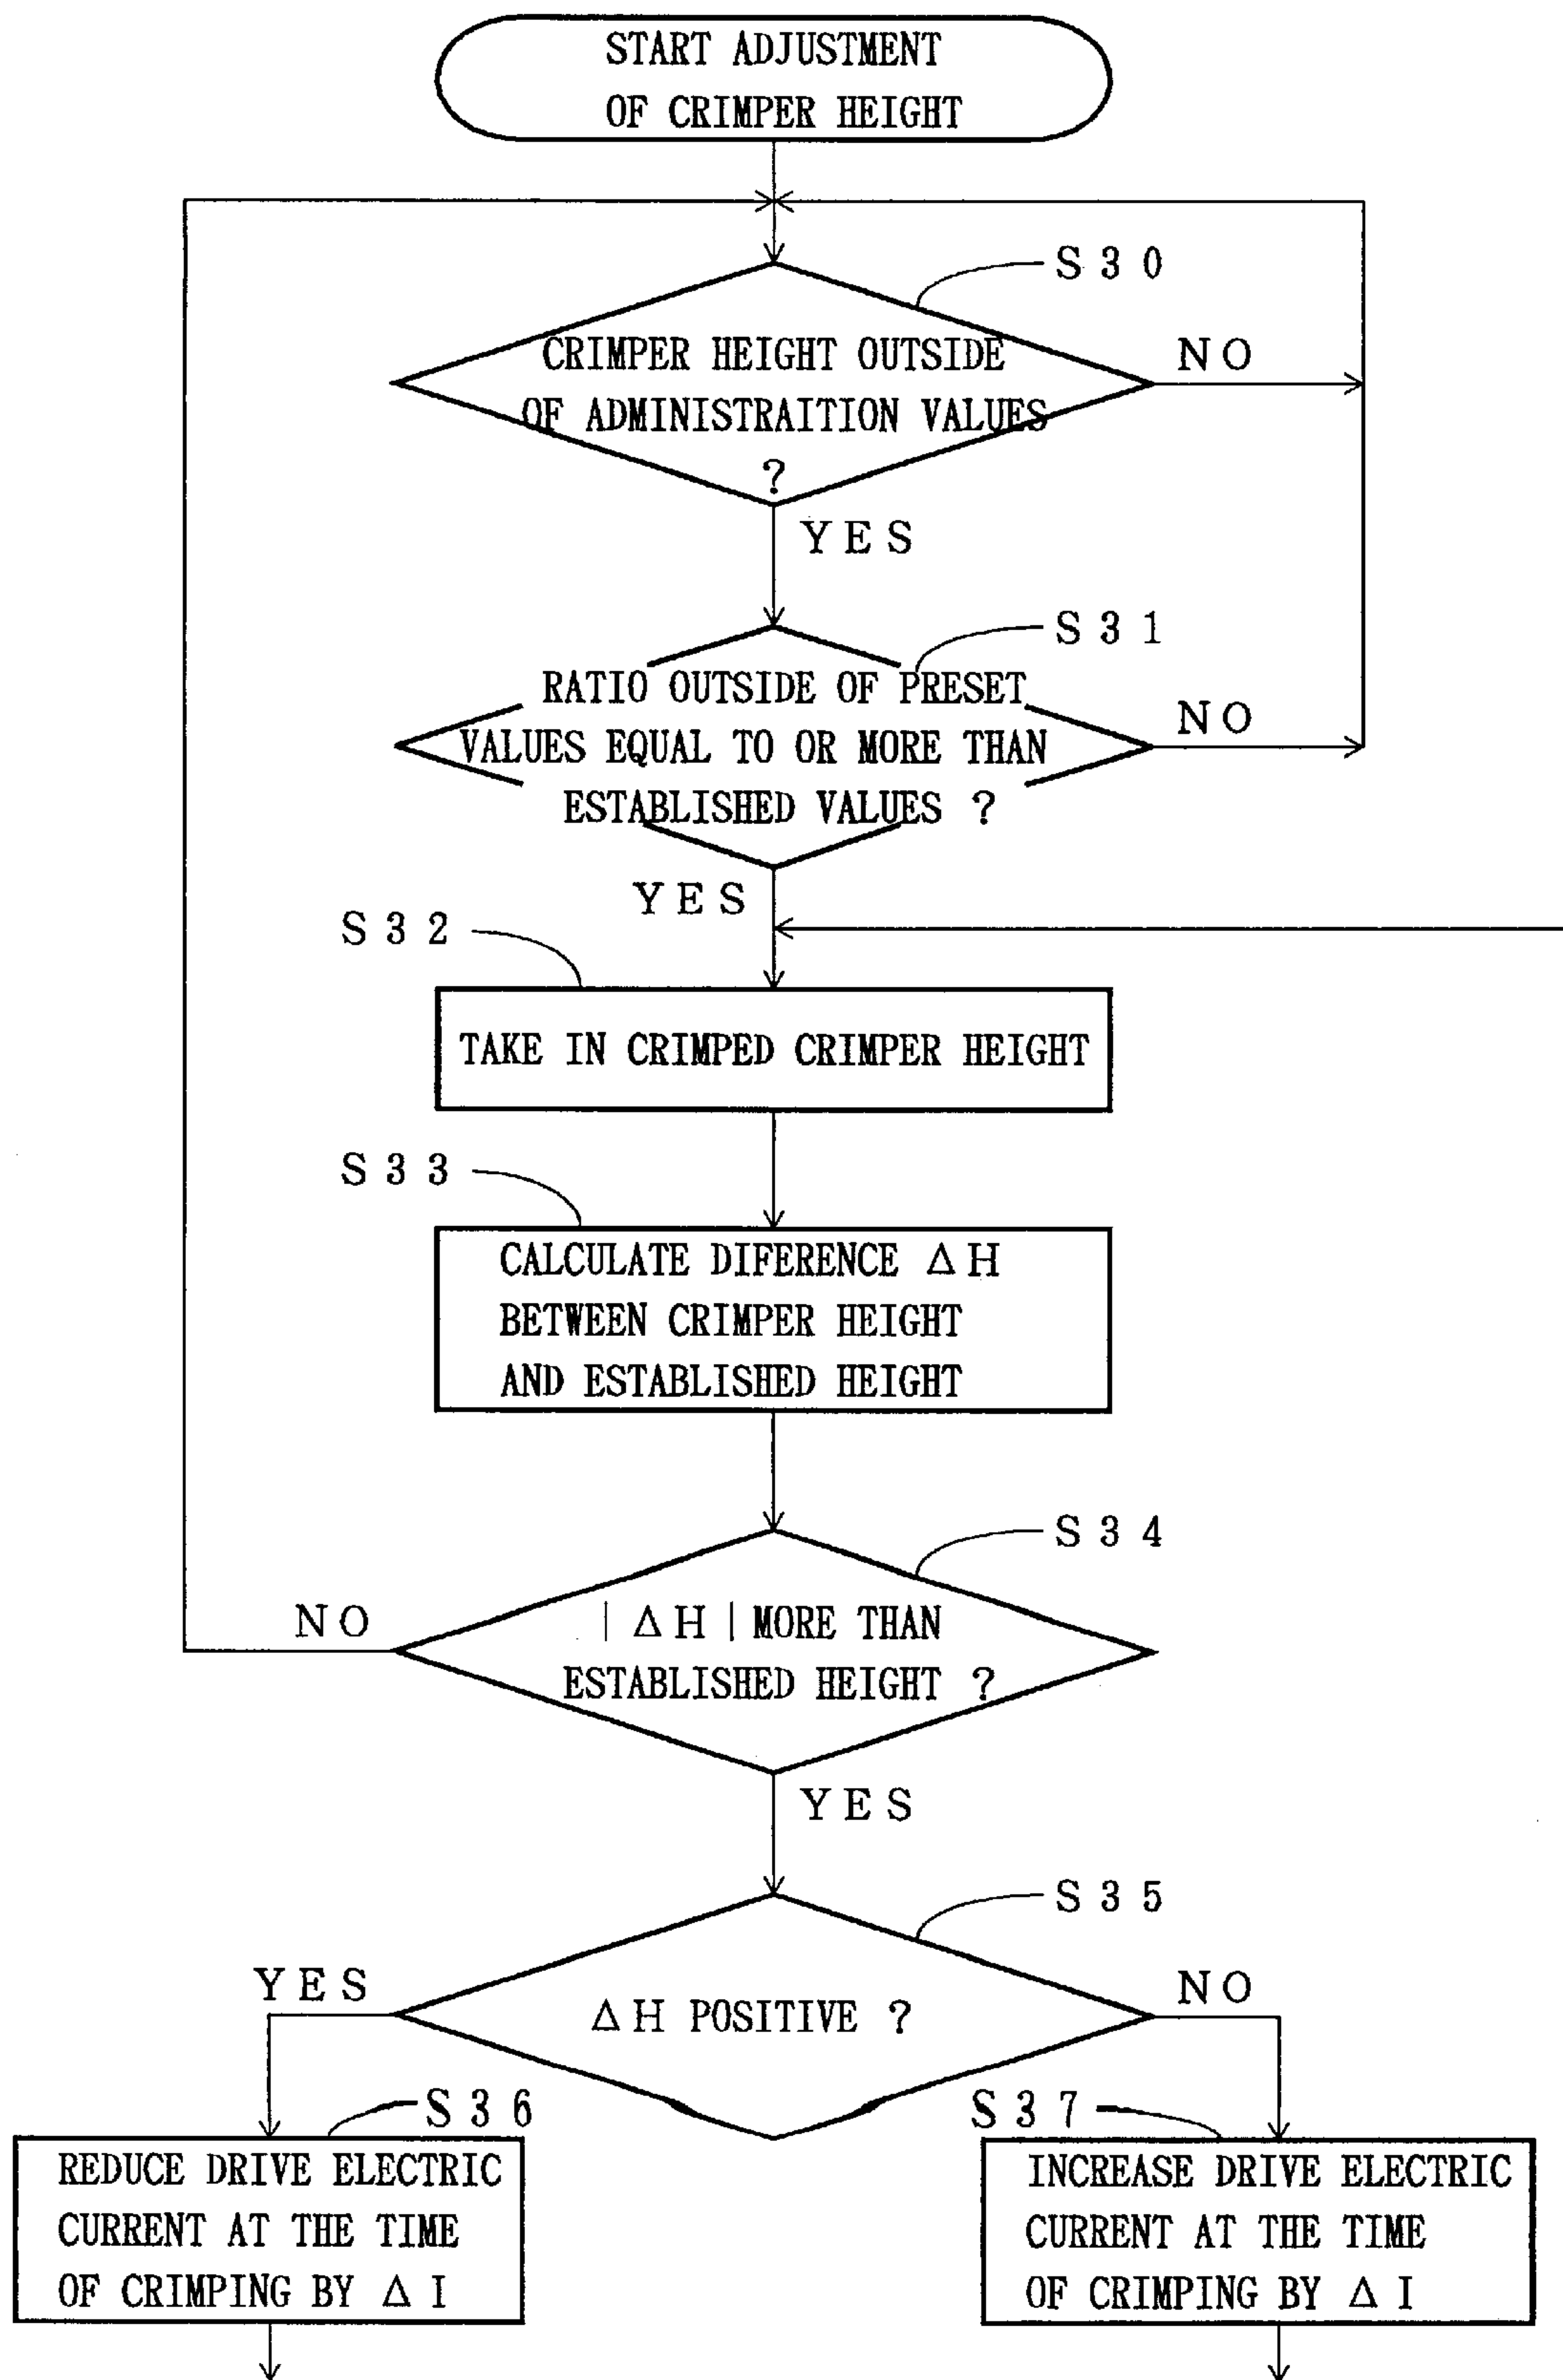 START ADJUSTMENT
OF CRIMPER HEIGHT
S30
CRIMPER HEIGHT OUTSIDE
OF ADMINISTRAITION VALUES
?
NO
YES
S31
RATIO OUTSIDE OF PRESET
VALUES EQUAL TO OR MORE THAN
ESTABLISHED VALUES ?
NO
YES
S32
TAKE IN CRIMPED CRIMPER HEIGHT
S33
CALCULATE DIFERENCE ΔH
BETWEEN CRIMPER HEIGHT
AND ESTABLISHED HEIGHT
S34
NO
|ΔH| MORE THAN
ESTABLISHED HEIGHT ?
YES
S35
YES
ΔH POSITIVE ?
NO
S36
REDUCE DRIVE ELECTRIC
CURRENT AT THE TIME
OF CRIMPING BY ΔI
S37
INCREASE DRIVE ELECTRIC
CURRENT AT THE TIME
OF CRIMPING BY ΔI